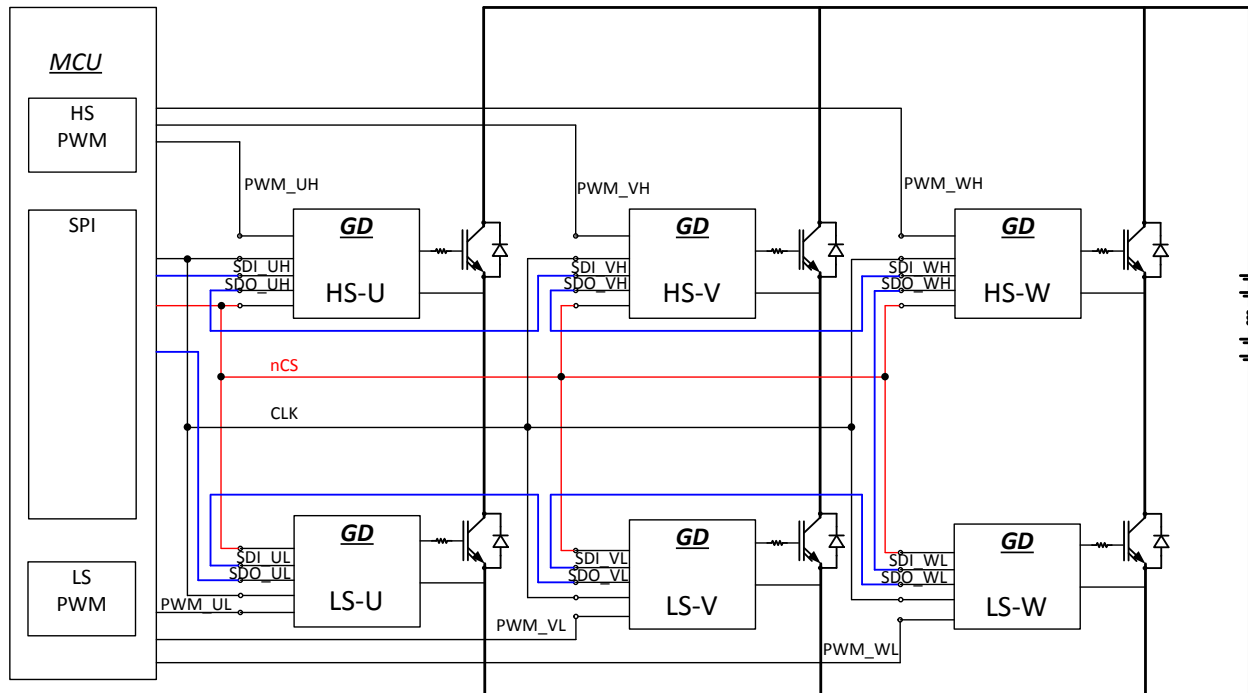 MCU
HS
PWM
SPI
LS
PWM
PWM_UH
PWM_VH
PWM_WH
GD
HS-U
SDI_UH
SDO_UH
GD
HS-V
SDI_VH
SDO_VH
GD
HS-W
SDI_WH
SDO_WH
nCS
CLK
GD
LS-U
SDI_UL
SDO_UL
PWM_UL
GD
LS-V
SDI_VL
SDO_VL
PWM_VL
GD
LS-W
SDI_WL
SDO_WL
PWM_WL